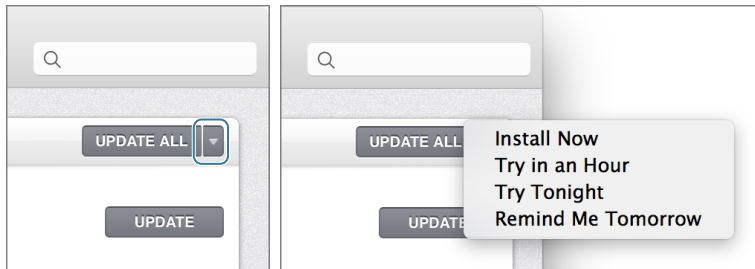 UPDATE ALL
UPDATE
UPDATE ALL
Install Now
Try in an Hour
Try Tonight
Remind Me Tomorrow
UPDATE